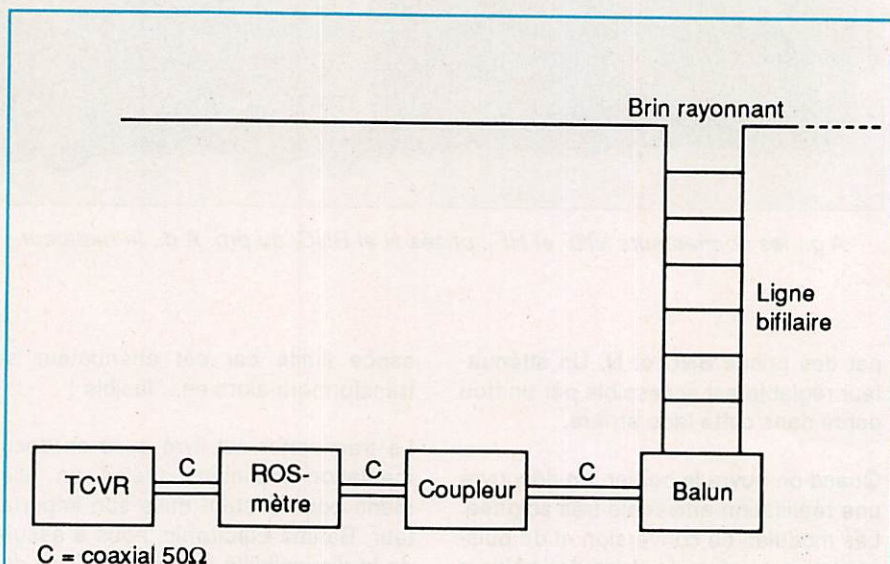 Brin rayonnant
Ligne
bifilaire
TCVR
C
ROS-
mètre
C
Coupleur
C
Balun
C = coaxial 50Ω